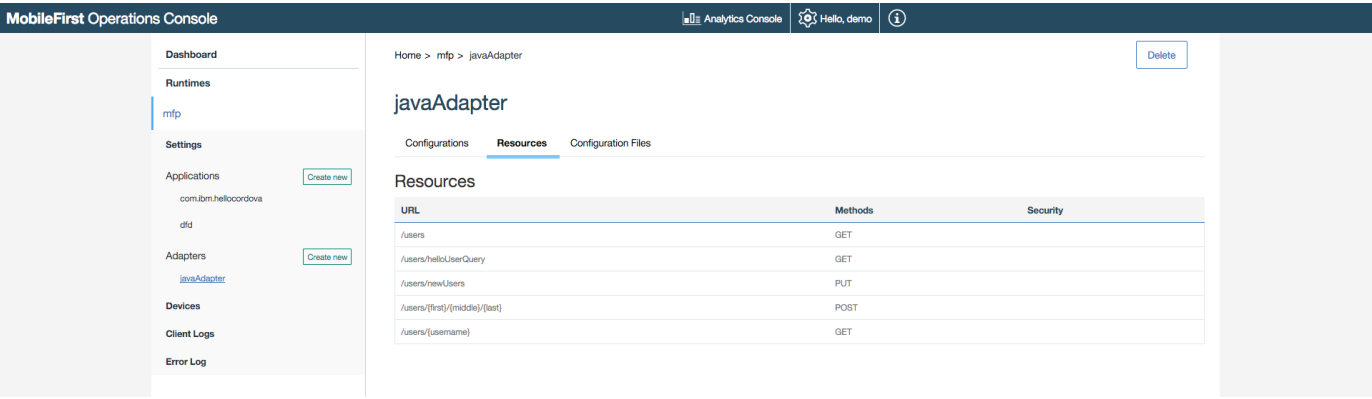 MobileFirst Operations Console
Analytics Console
Hello, demo
Dashboard
Runtimes
mfp
Settings
Applications
Create new
com.ibm.hellocordova
dfd
Adapters
Create new
javaAdapter
Devices
Client Logs
Error Log
Home > mfp > javaAdapter
Delete
javaAdapter
Configurations Resources Configuration Files
Resources
URL Methods Security
/users GET
/users/helloUserQuery GET
/users/newUsers PUT
/users/{first}/{middle}/{last} POST
/users/{username} GET